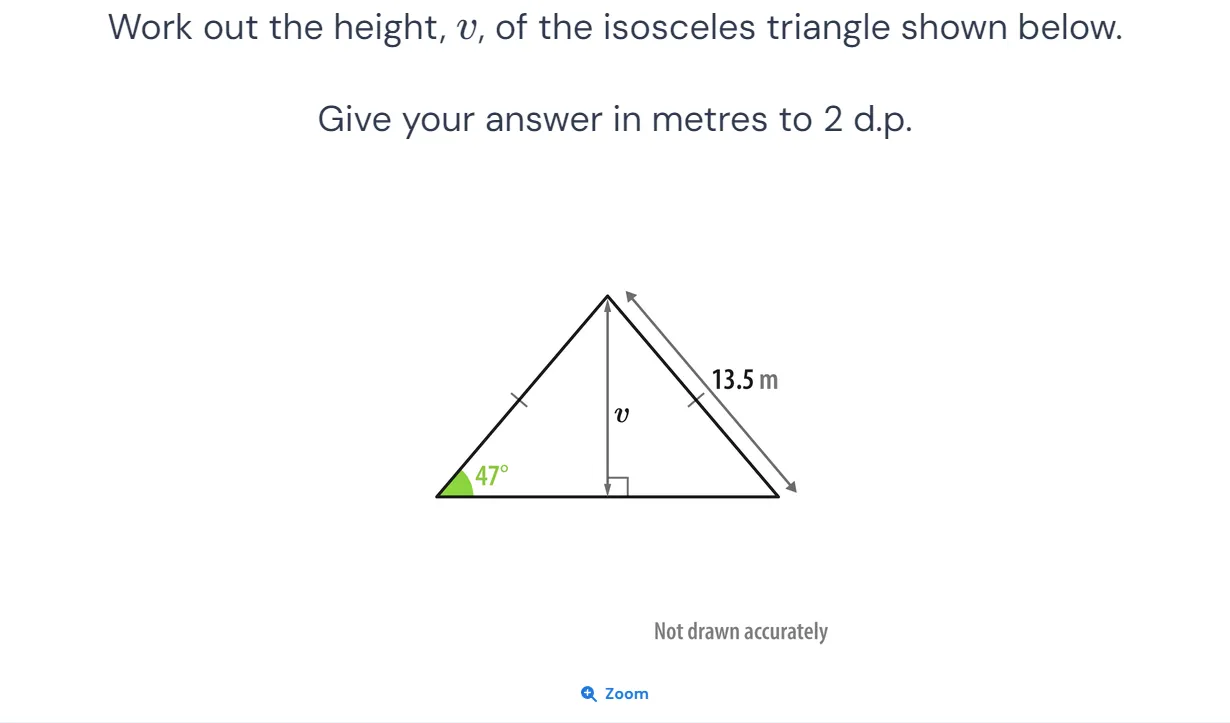 Work out the height, v, of the isosceles triangle shown below.
Give your answer in metres to 2 d.p.
13.5 m
v
47°
Not drawn accurately
Zoom